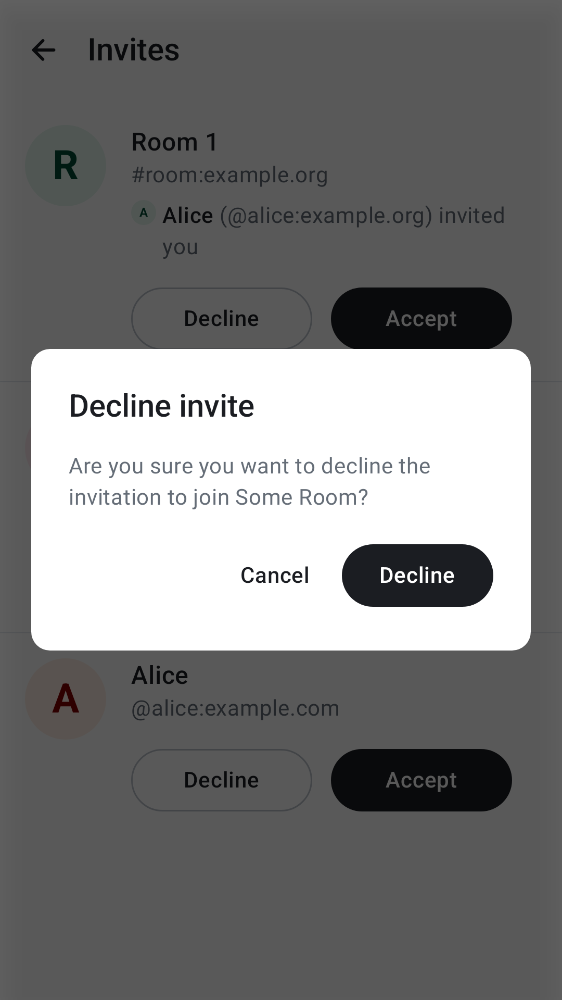 Invites
R
Room 1
#room:example.org
A Alice (@alice:example.org) invited
you
Decline Accept
Decline invite
Are you sure you want to decline the
invitation to join Some Room?
Cancel Decline
A
Alice
@alice:example.com
Decline Accept